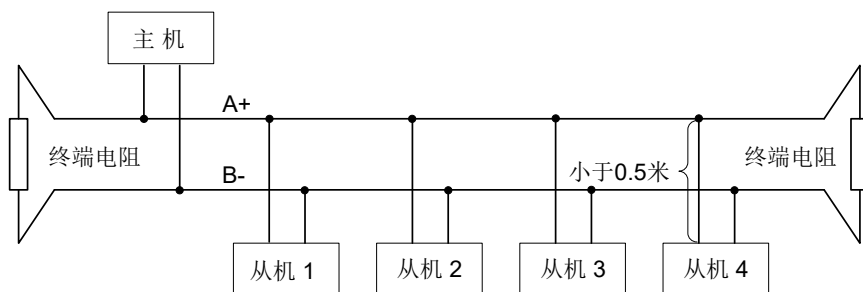 主 机
A+
终端电阻
B-
小于0.5米
终端电阻
从机 1
从机 2
从机 3
从机 4